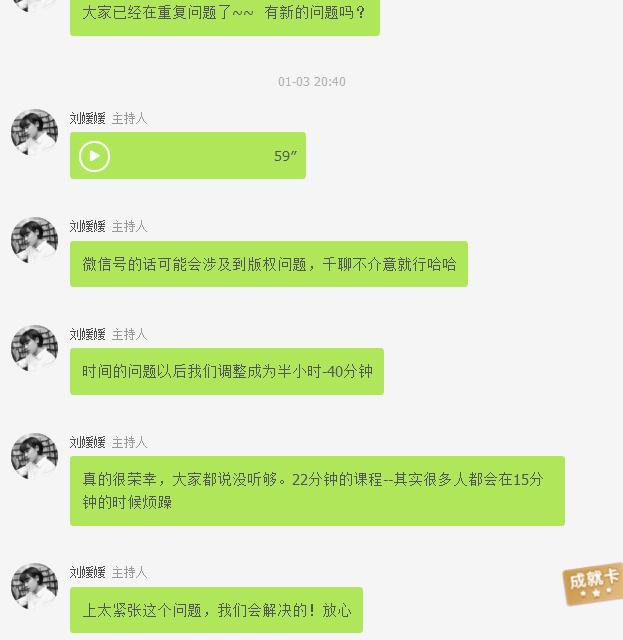 大家已经在重复问题了~~ 有新的问题吗？
01-03 20:40
刘媛媛 主持人
59″
刘媛媛 主持人
微信号的话可能会涉及到版权问题，千聊不介意就行哈哈
刘媛媛 主持人
时间的问题以后我们调整成为半小时-40分钟
刘媛媛 主持人
真的很荣幸，大家都说没听够。22分钟的课程--其实很多人都会在15分
钟的时候烦躁
刘媛媛 主持人
成就卡
上太紧张这个问题，我们会解决的！放心